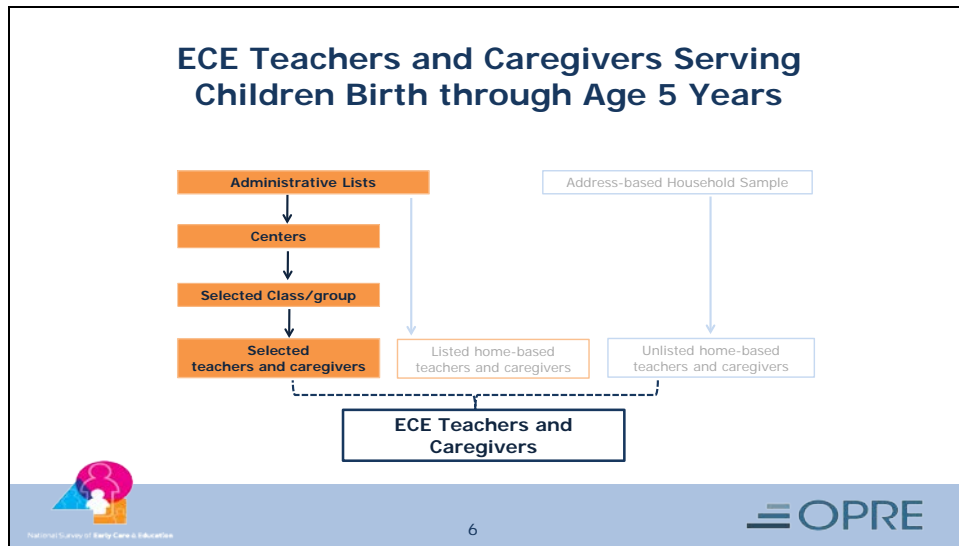 ECE Teachers and Caregivers Serving
Children Birth through Age 5 Years
Administrative Lists
Address-based Household Sample
Centers
Selected Class/group
Selected
teachers and caregivers
Listed home-based
teachers and caregivers
Unlisted home-based
teachers and caregivers
ECE Teachers and
Caregivers
National Survey of Early Care & Education
6
OPRE